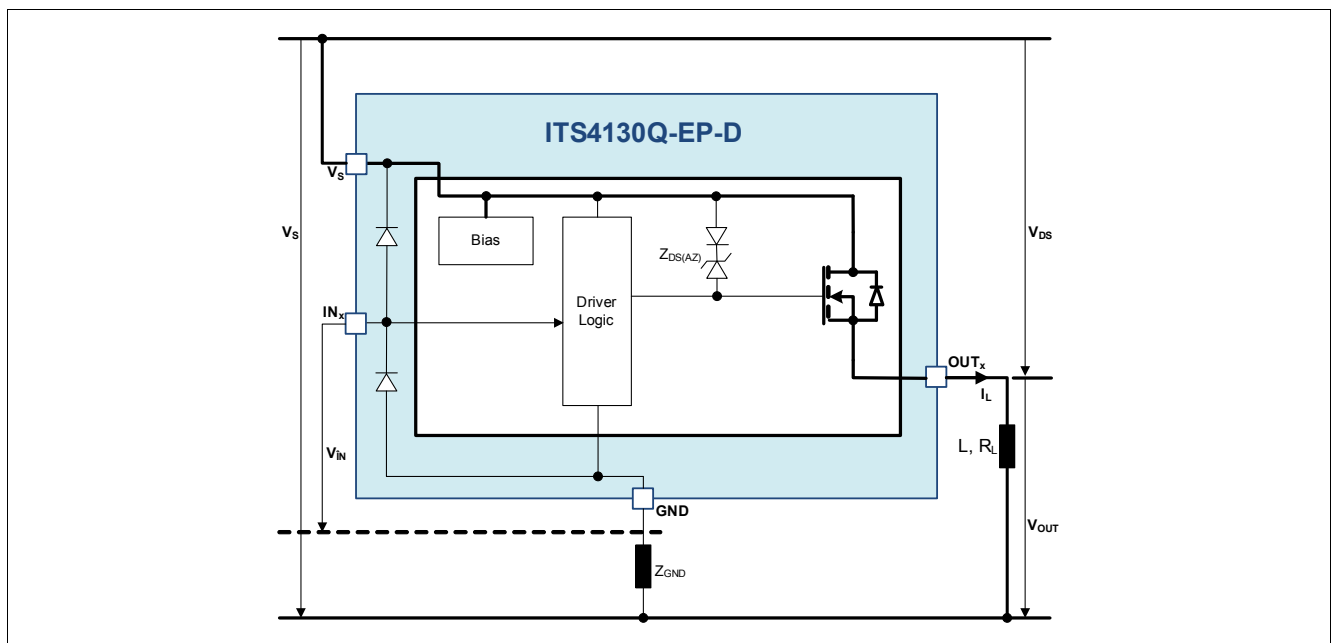 ITS4130Q-EP-D
VS
VS
VDS
Bias
ZDS(AZ)
Driver
Logic
INx
OUTx
IL
L, RL
VIN
GND
VOUT
ZGND